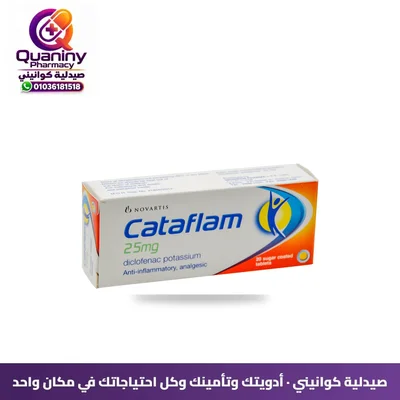 Quaniny
Pharmacy
صيدلية كوانيني
01036181518
NOVARTIS
Cataflam
25mg
diclofenac potassium
Anti-inflammatory, analgesic
20 sugar coated
tablets
صيدلية كوانيني - أدويتك وتأمينك وكل احتياجاتك في مكان واحد